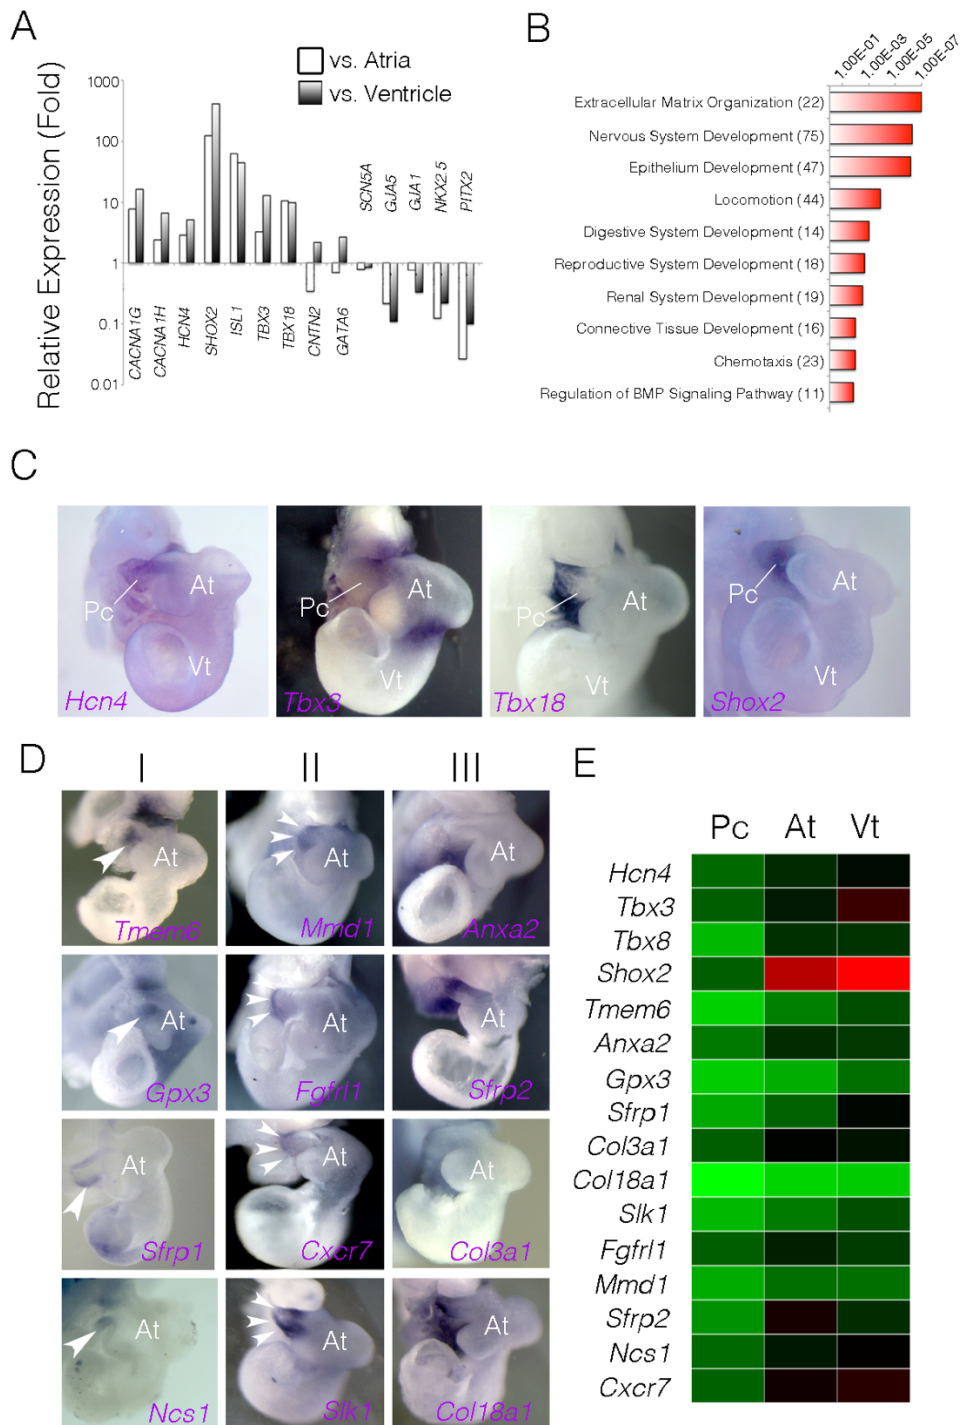 A
vs. Atria
vs. Ventricle
Relative Expression (Fold)
1000
100
10
1
0.1
0.01
CACNA1G
CACNA1H
HCN4
SHOX2
ISL1
TBX3
TBX18
CNTN2
GATA6
SCN5A
GJA5
GJA1
NKX2.5
PITX2
B
1.00E-01
1.00E-03
1.00E-05
1.00E-07
Extracellular Matrix Organization (22)
Nervous System Development (75)
Epithelium Development (47)
Locomotion (44)
Digestive System Development (14)
Reproductive System Development (18)
Renal System Development (19)
Connective Tissue Development (16)
Chemotaxis (23)
Regulation of BMP Signaling Pathway (11)
C
Pc
At
Vt
Hcn4
Pc
At
Vt
Tbx3
Pc
At
Vt
Tbx18
Pc
At
Vt
Shox2
D
I
II
III
At
Tmem6
At
Mmd1
At
Anxa2
At
Gpx3
At
Fgfrl1
At
Sfrp2
At
Sfrp1
At
Cxcr7
At
Col3a1
At
Ncs1
At
Slk1
At
Col18a1
E
Pc At Vt
Hcn4
Tbx3
Tbx8
Shox2
Tmem6
Anxa2
Gpx3
Sfrp1
Col3a1
Col18a1
Slk1
Fgfrl1
Mmd1
Sfrp2
Ncs1
Cxcr7